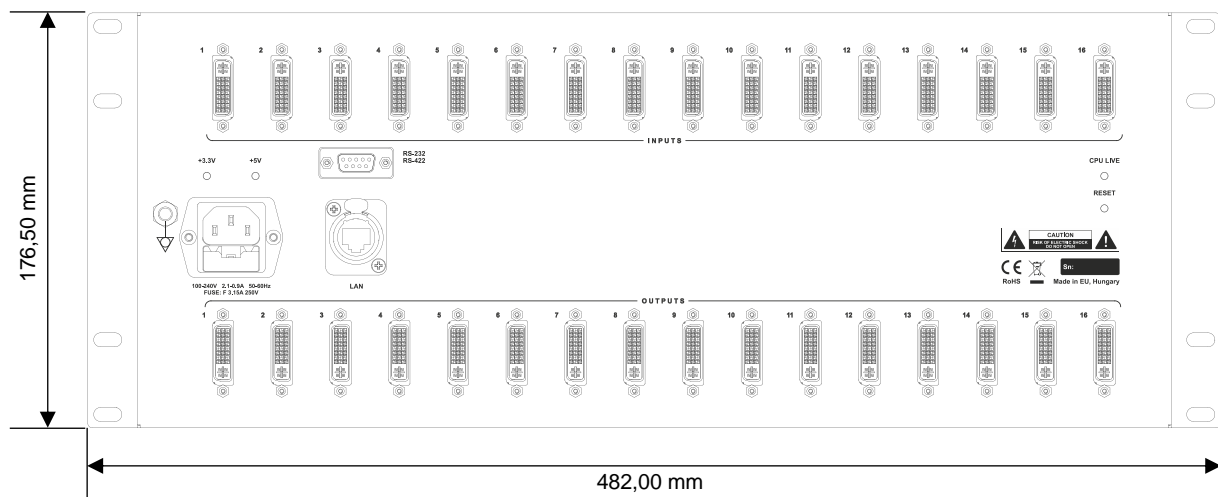 1 2 3 4 5 6 7 8 9 10 11 12 13 14 15 16
INPUTS
RS-232
RS-422
+3.3V +5V
CPU LIVE
RESET
176,50 mm
CAUTION
RISK OF ELECTRIC SHOCK
DO NOT OPEN
CE
Sn:
RoHS
Made in EU, Hungary
100-240V 2.1-0.9A 50-60Hz
FUSE: F 3,15A 250V
LAN
OUTPUTS
1 2 3 4 5 6 7 8 9 10 11 12 13 14 15 16
482,00 mm